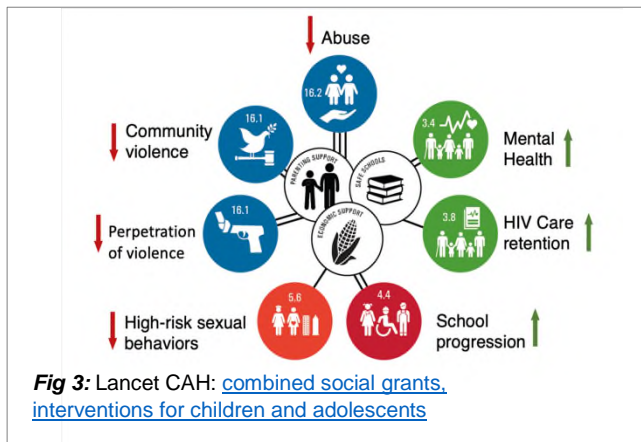 Abuse
16.2
16.1
Community
violence
3.4
Mental
Health
PARENTING SUPPORT
SAFE SCHOOLS
16.1
Perpetration
of violence
3.8
HIV Care
retention
ECONOMIC SUPPORT
High-risk sexual
behaviors
5.6
4.4
School
progression
Fig 3: Lancet CAH: combined social grants,
interventions for children and adolescents